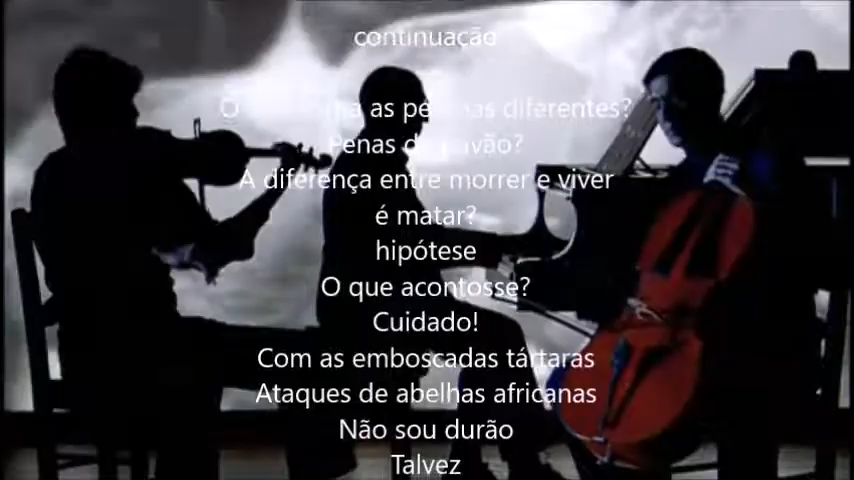 continuação
O as diferentes?
Penas de pavão?
A diferença entre morrer e viver
é matar?
hipótese
O que acontosse?
Cuidado!
Com as emboscadas tártaras
Ataques de abelhas africanas
Não sou durão
Talvez